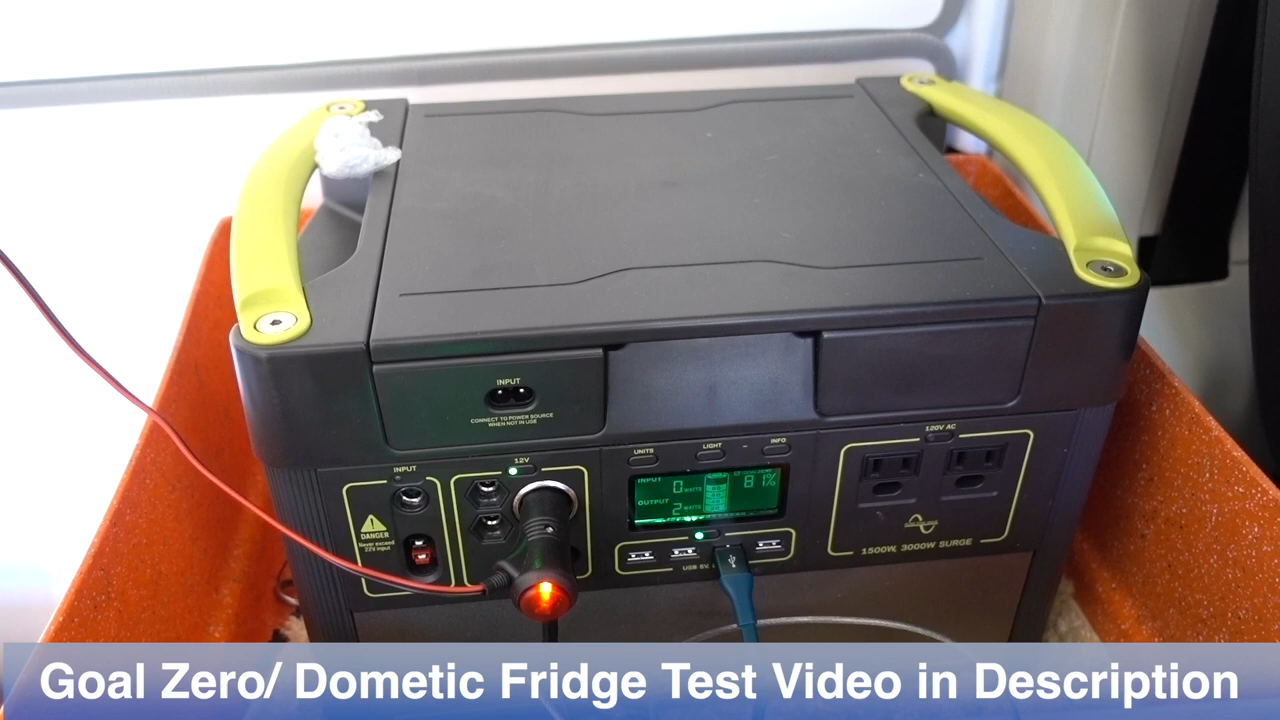 INPUT
CONNECT TO POWER SOURCE
WHEN NOT IN USE
UNITS
LIGHT
INFO
120V AC
INPUT
12V
INPUT
0 WATTS
81%
OUTPUT
2 WATTS
DANGER
Never exceed
22V input
USB 5V,
1500W, 3000W SURGE
Goal Zero/ Dometic Fridge Test Video in Description